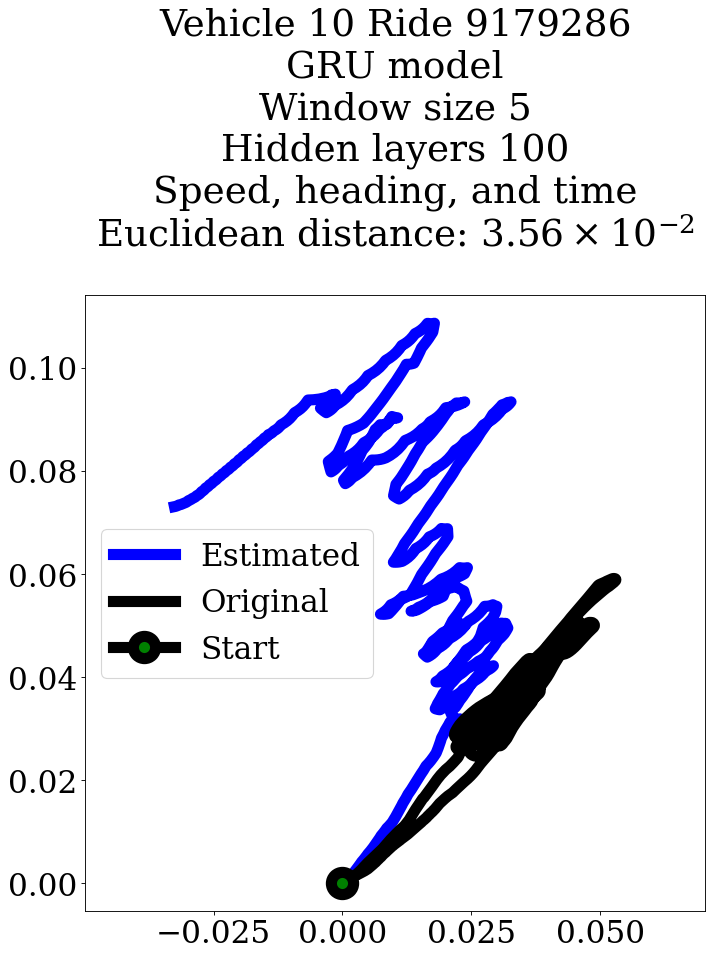 Vehicle 10 Ride 9179286
GRU model
Window size 5
Hidden layers 100
Speed, heading, and time
Euclidean distance: 3.56 × 10⁻²
0.10
0.08
0.06
0.04
0.02
0.00
Estimated
Original
Start
−0.025 0.000 0.025 0.050